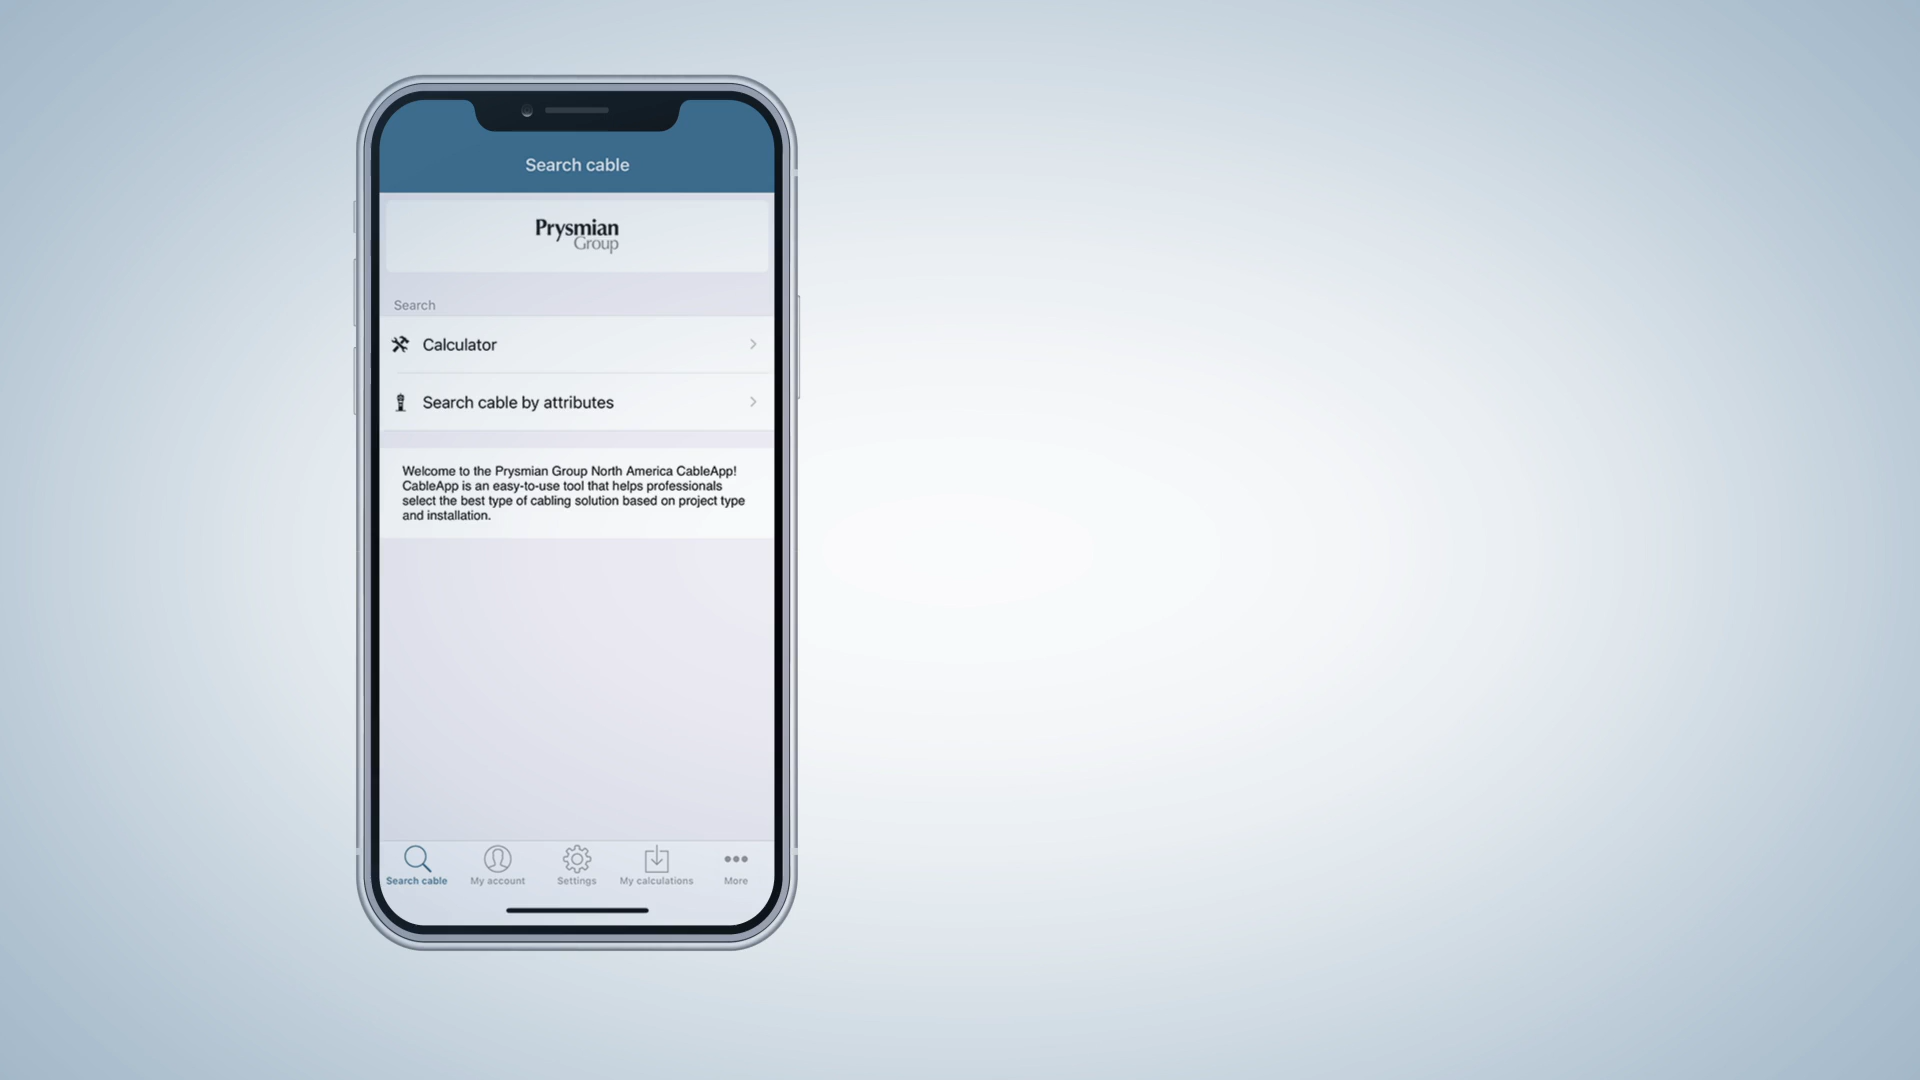 Search cable
Prysmian
Group
Search
Calculator
Search cable by attributes
Welcome to the Prysmian Group North America CableApp!
CableApp is an easy-to-use tool that helps professionals
select the best type of cabling solution based on project type
and installation.
Search cable
My account
Settings
My calculations
More